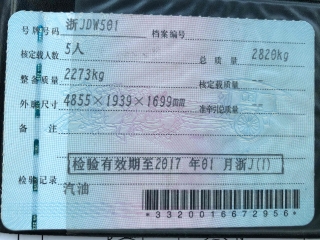 号牌号码 浙JDW501 档案编号
核定载人数 5人 总质量 2820kg
整备质量 2273kg 核定载质量
外廓尺寸 4855×1939×1699㎜ 准牵引总质量
备注
检验有效期至2017年01月浙J(1)
检验记录
汽油
*3320016672956*